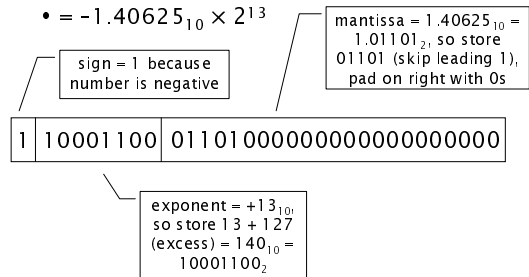 • = -1.40625₁₀ × 2¹³
sign = 1 because
number is negative
mantissa = 1.40625₁₀ =
1.01101₂, so store
01101 (skip leading 1),
pad on right with 0s
1 10001100 01101000000000000000000
exponent = +13₁₀,
so store 13 + 127
(excess) = 140₁₀ =
10001100₂